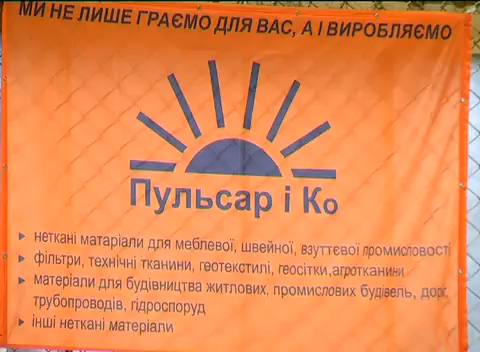 МИ НЕ ЛИШЕ ГРАЄМО ДЛЯ ВАС, А І ВИРОБЛЯЄМО
Пульсар і Ко
неткані матаріали для меблевої, швейної, взуттєвої промисловості
фільтри, технічні тканини, геотекстилі, геосітки,агротканини
матеріали для будівництва житлових, промислових будівель, доріг,
трубопроводів, гідроспоруд
інші неткані матеріали